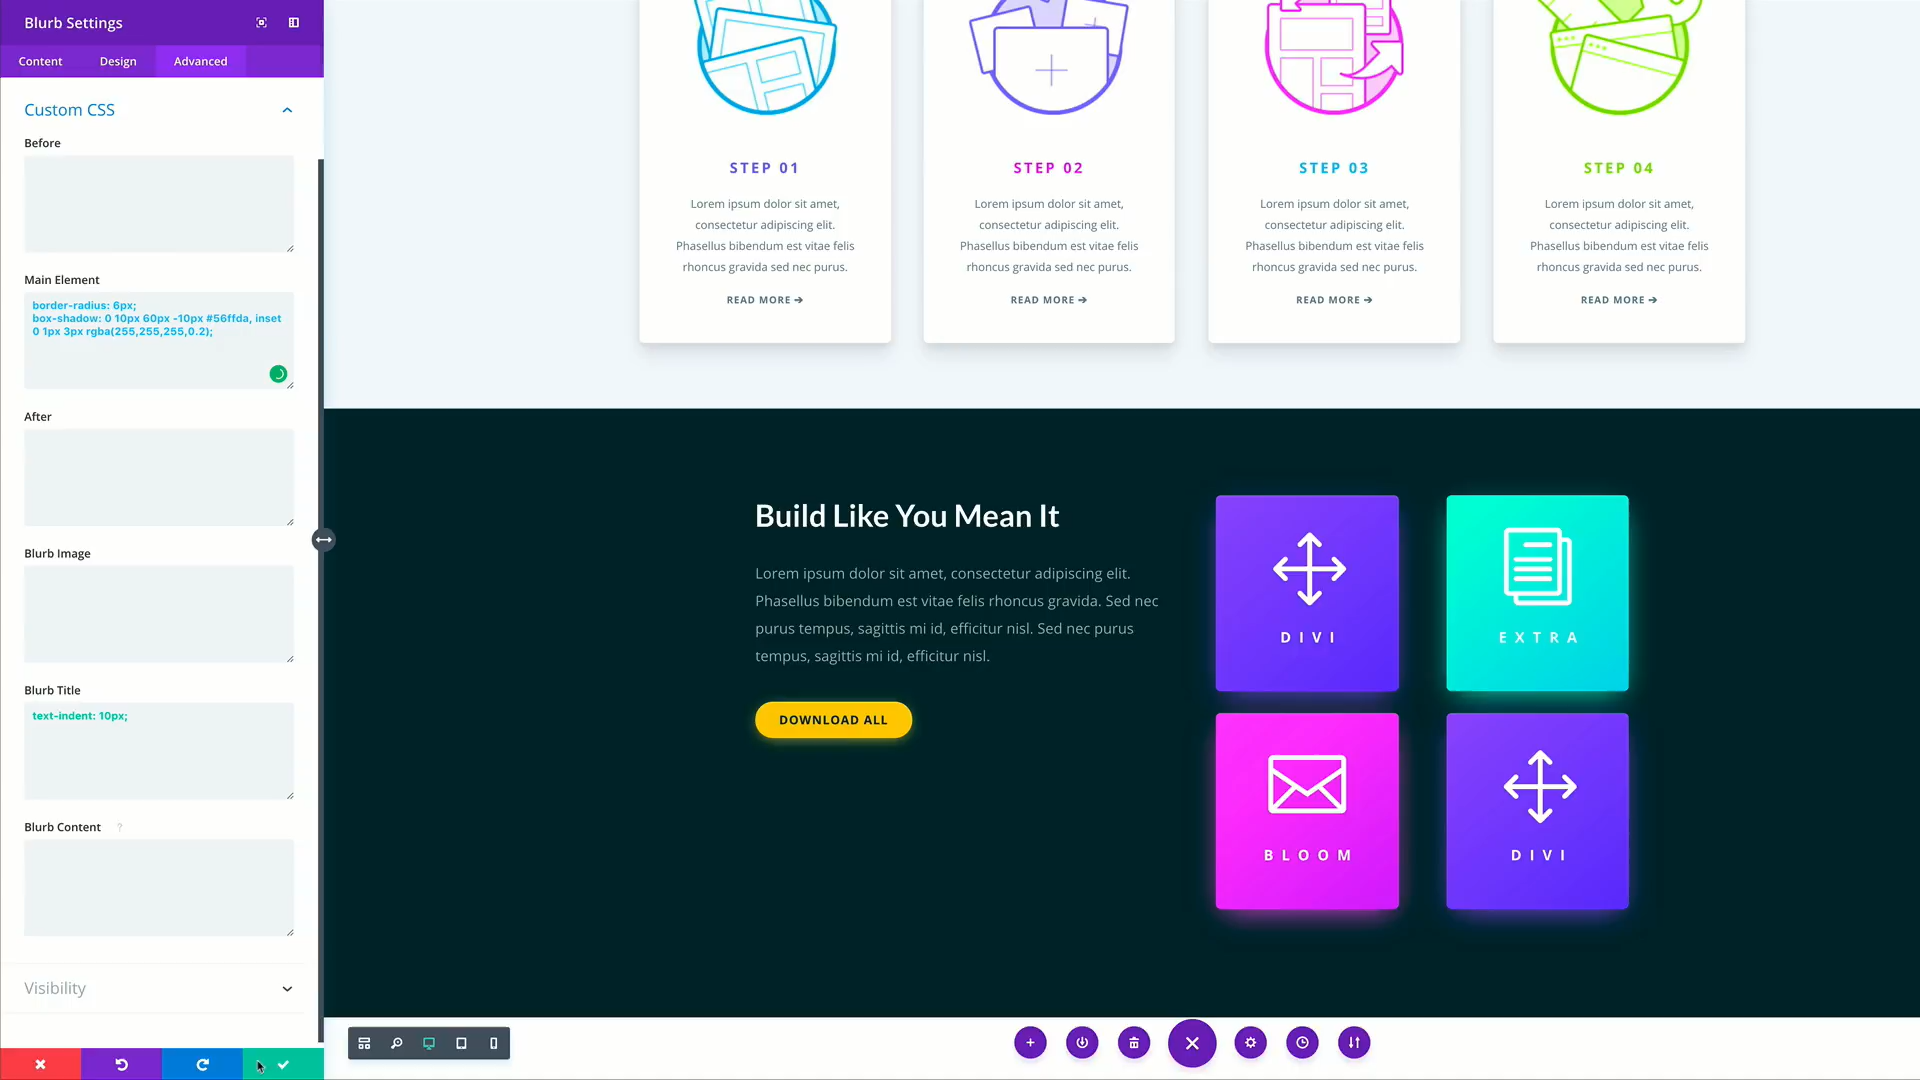 Blurb Settings
Content Design Advanced
Custom CSS
Before
Main Element
border-radius: 6px;
box-shadow: 0 10px 60px -10px #56ffda, inset
0 1px 3px rgba(255,255,255,0.2);
After
Blurb Image
Blurb Title
text-indent: 10px;
Blurb Content ?
Visibility
STEP 01
Lorem ipsum dolor sit amet,
consectetur adipiscing elit.
Phasellus bibendum est vitae felis
rhoncus gravida sed nec purus.
READ MORE →
STEP 02
Lorem ipsum dolor sit amet,
consectetur adipiscing elit.
Phasellus bibendum est vitae felis
rhoncus gravida sed nec purus.
READ MORE →
STEP 03
Lorem ipsum dolor sit amet,
consectetur adipiscing elit.
Phasellus bibendum est vitae felis
rhoncus gravida sed nec purus.
READ MORE →
STEP 04
Lorem ipsum dolor sit amet,
consectetur adipiscing elit.
Phasellus bibendum est vitae felis
rhoncus gravida sed nec purus.
READ MORE →
Build Like You Mean It
Lorem ipsum dolor sit amet, consectetur adipiscing elit.
Phasellus bibendum est vitae felis rhoncus gravida. Sed nec
purus tempus, sagittis mi id, efficitur nisl. Sed nec purus
tempus, sagittis mi id, efficitur nisl.
DOWNLOAD ALL
DIVI
EXTRA
BLOOM
DIVI